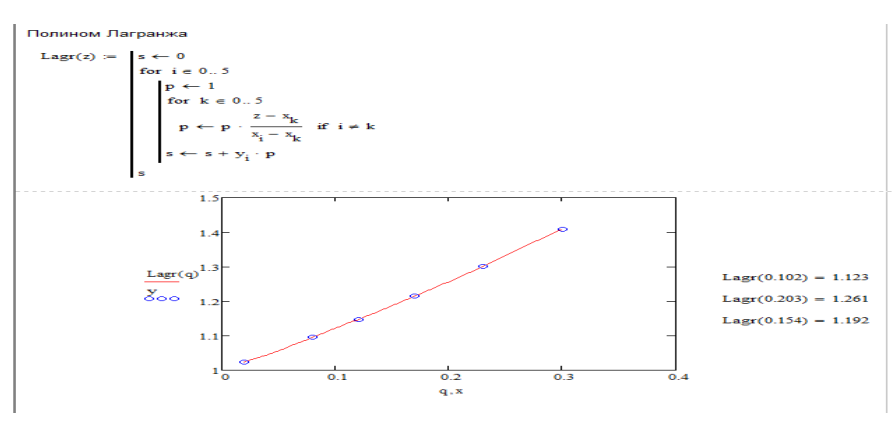 Полином Лагранжа
Lagr(z) := s ← 0
for i ∈ 0.. 5
p ← 1
for k ∈ 0.. 5
p ← p · (z − x_k)/(x_i − x_k) if i ≠ k
s ← s + y_i · p
s
1.5
1.4
1.3
1.2
1.1
1
Lagr(q)
y
0
0.1
0.2
0.3
0.4
q,x
Lagr(0.102) = 1.123
Lagr(0.203) = 1.261
Lagr(0.154) = 1.192